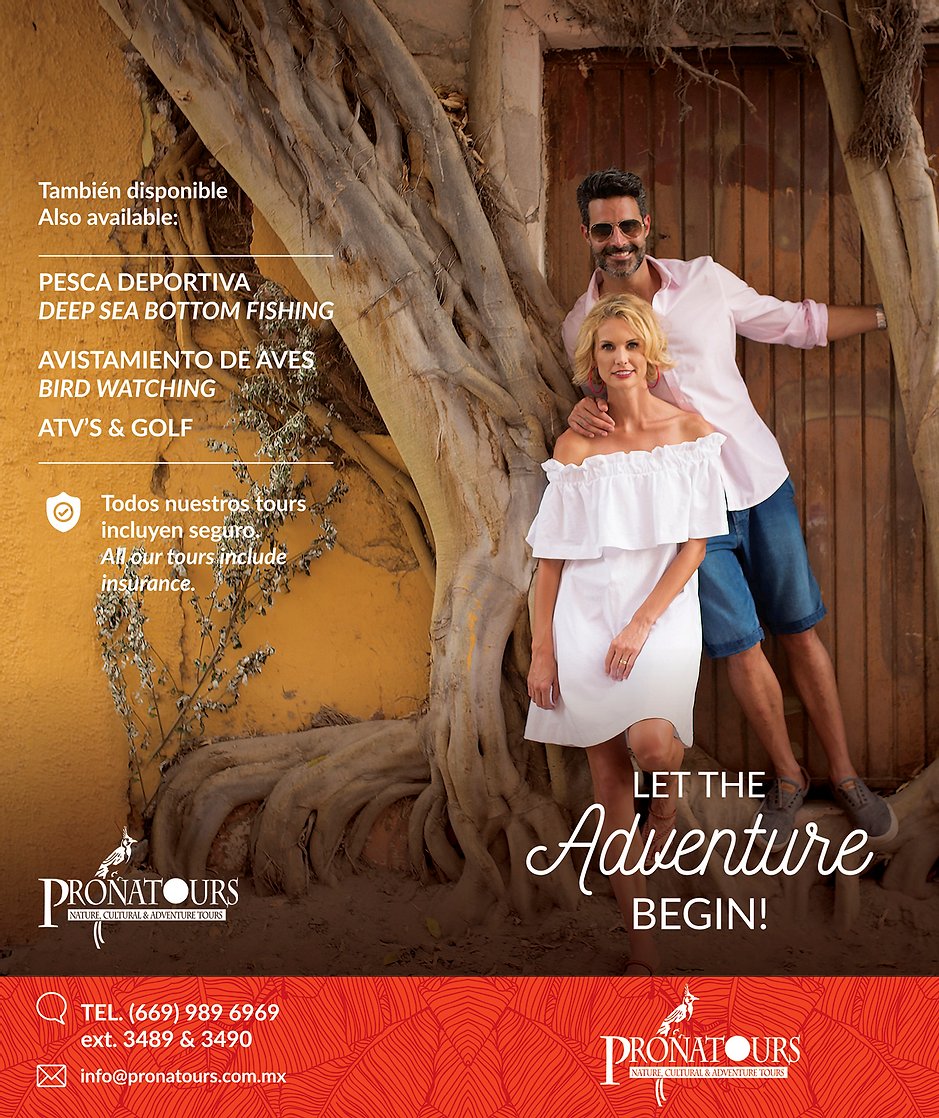 También disponible
Also available:
PESCA DEPORTIVA
DEEP SEA BOTTOM FISHING
AVISTAMIENTO DE AVES
BIRD WATCHING
ATV'S & GOLF
Todos nuestros tours
incluyen seguro.
All our tours include
insurance.
LET THE
Adventure
BEGIN!
PRONATOURS
NATURE, CULTURAL & ADVENTURE TOURS
TEL. (669) 989 6969
ext. 3489 & 3490
info@pronatours.com.mx
PRONATOURS
NATURE, CULTURAL & ADVENTURE TOURS